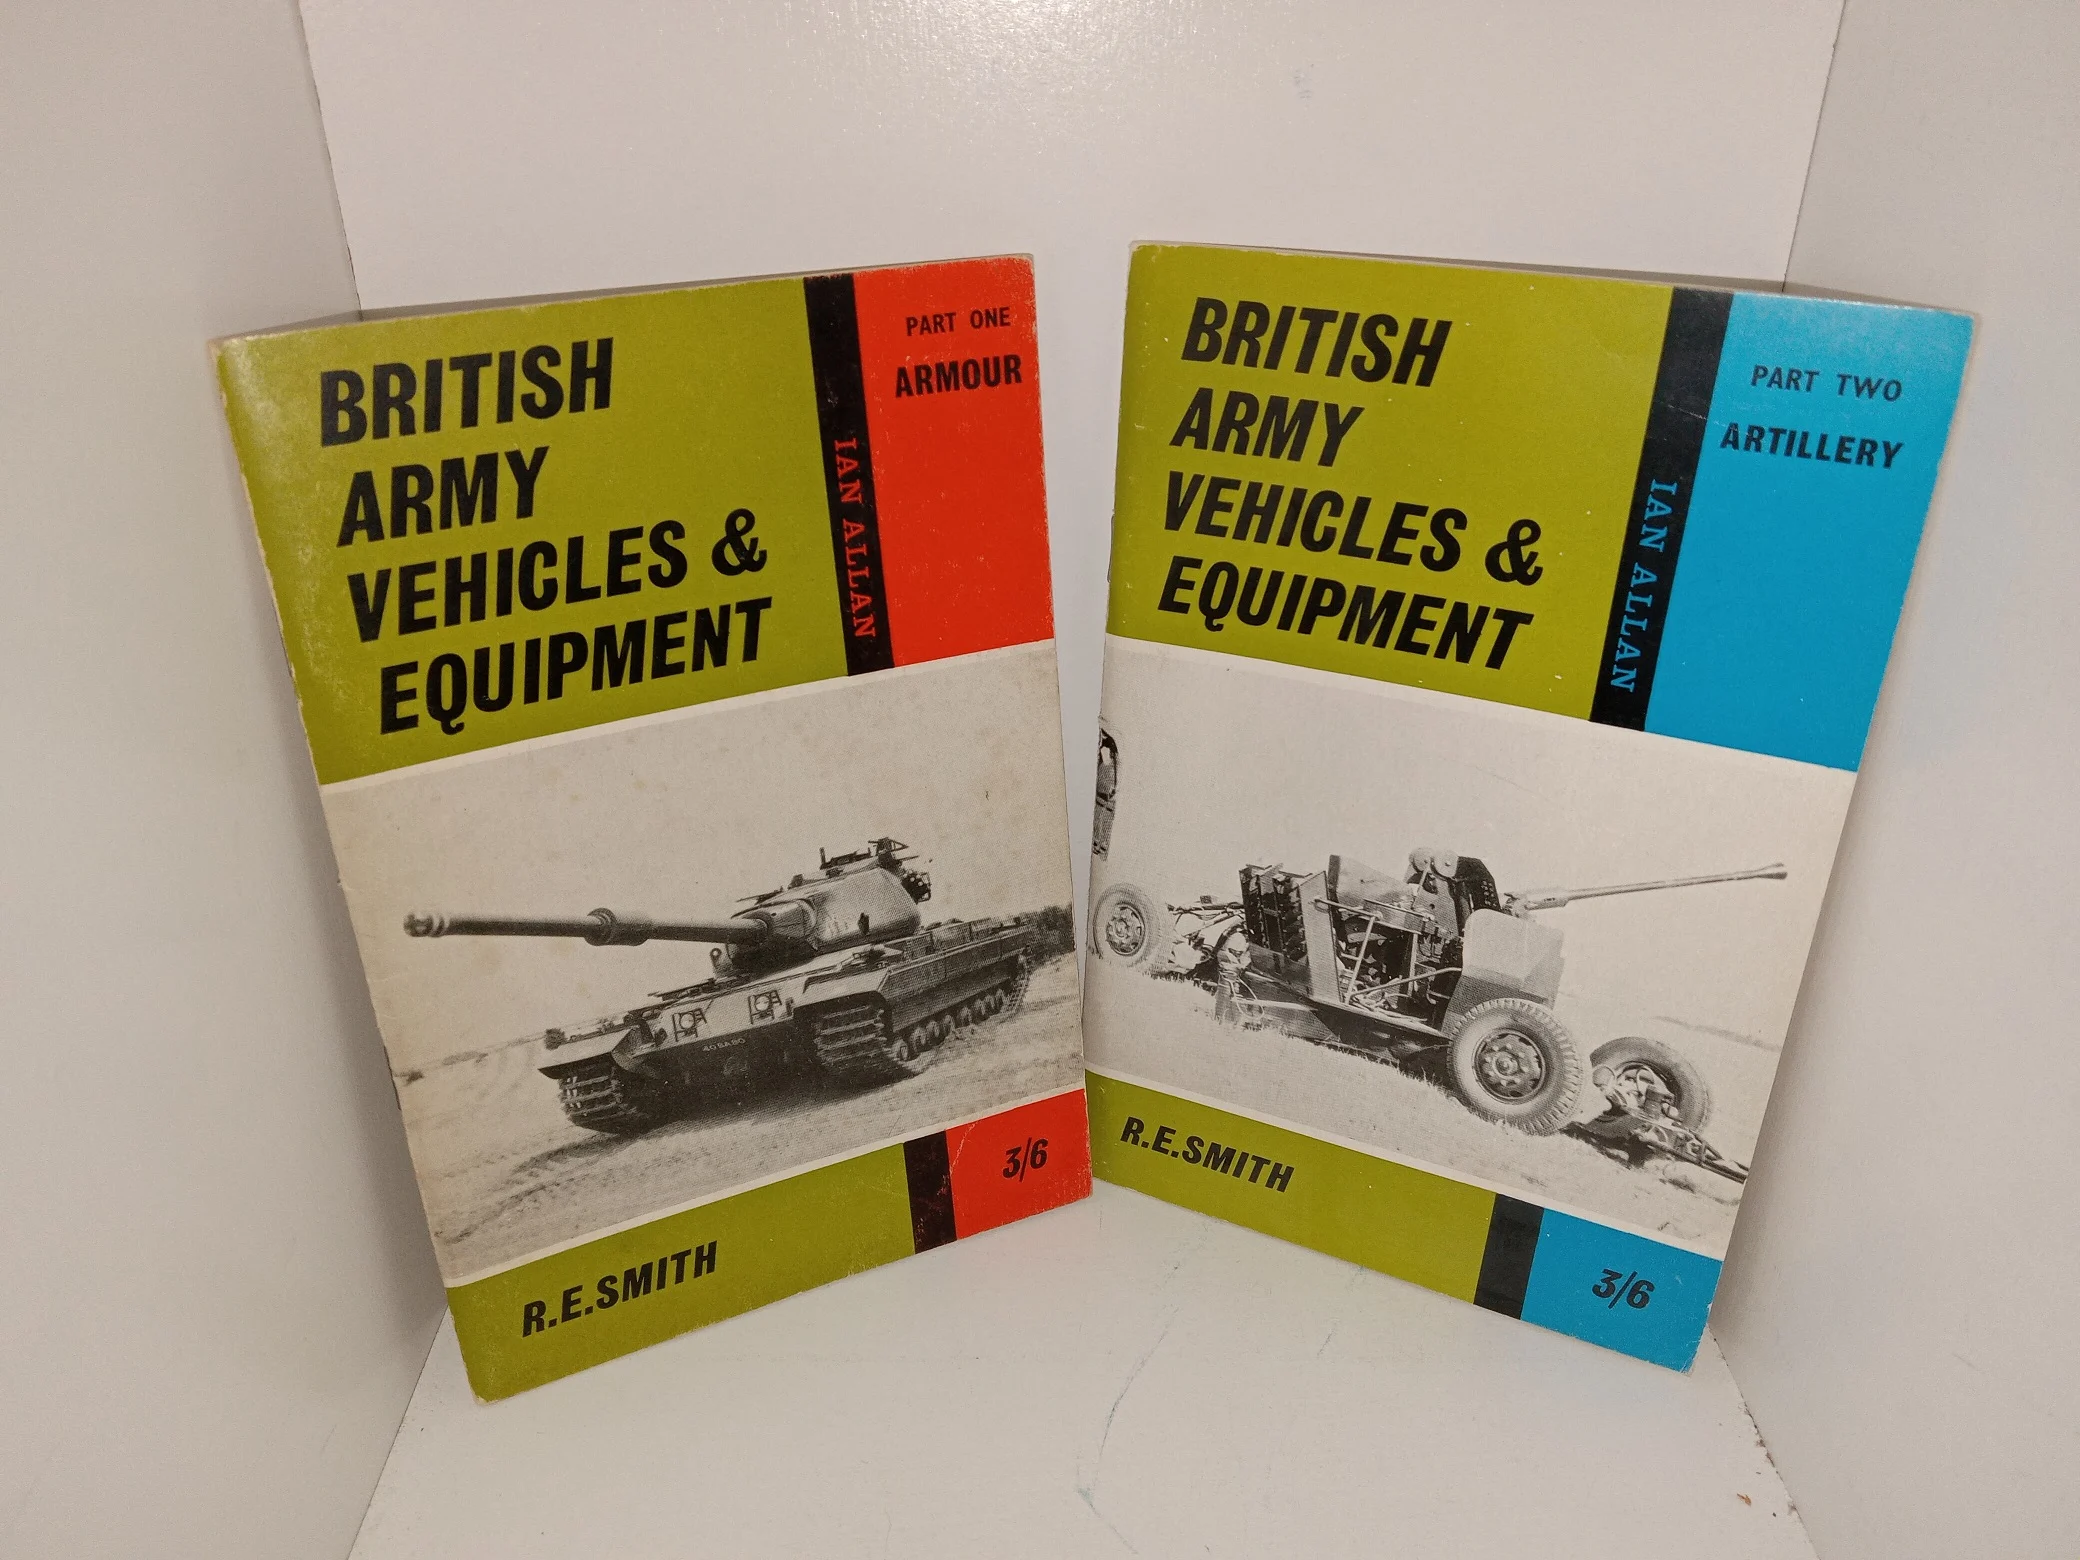 BRITISH
ARMY
VEHICLES &
EQUIPMENT
IAN ALLAN
PART ONE
ARMOUR
40BA80
R.E.SMITH
3/6
BRITISH
ARMY
VEHICLES &
EQUIPMENT
IAN ALLAN
PART TWO
ARTILLERY
R.E.SMITH
3/6